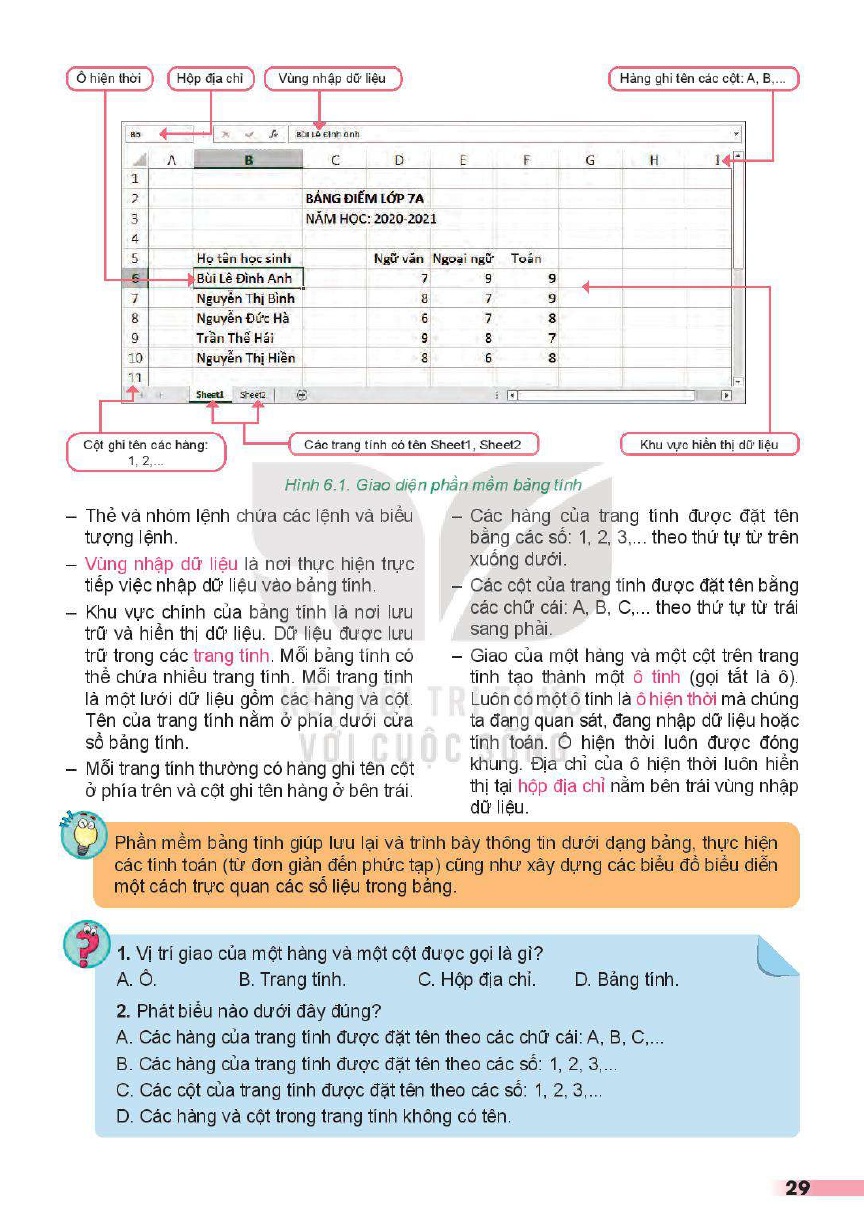 Ô hiện thời
Hộp địa chỉ
Vùng nhập dữ liệu
Hàng ghi tên các cột: A, B,...
B6
fx
BÙI LÊ Đình Anh
A B C D E F G H I
1
2 BẢNG ĐIỂM LỚP 7A
3 NĂM HỌC: 2020-2021
4
5 Họ tên học sinh Ngữ văn Ngoại ngữ Toán
6 Bùi Lê Đình Anh 7 9 9
7 Nguyễn Thị Bình 8 7 9
8 Nguyễn Đức Hà 6 7 8
9 Trần Thế Hải 9 8 7
10 Nguyễn Thị Hiền 8 6 8
11
Sheet1 Sheet2
Cột ghi tên các hàng:
1, 2,...
Các trang tính có tên Sheet1, Sheet2
Khu vực hiển thị dữ liệu
Hình 6.1. Giao diện phần mềm bảng tính
– Thẻ và nhóm lệnh chứa các lệnh và biểu
tượng lệnh.
– Vùng nhập dữ liệu là nơi thực hiện trực
tiếp việc nhập dữ liệu vào bảng tính.
– Khu vực chính của bảng tính là nơi lưu
trữ và hiển thị dữ liệu. Dữ liệu được lưu
trữ trong các trang tính. Mỗi bảng tính có
thể chứa nhiều trang tính. Mỗi trang tính
là một lưới dữ liệu gồm các hàng và cột.
Tên của trang tính nằm ở phía dưới cửa
sổ bảng tính.
– Mỗi trang tính thường có hàng ghi tên cột
ở phía trên và cột ghi tên hàng ở bên trái.
– Các hàng của trang tính được đặt tên
bằng các số: 1, 2, 3,... theo thứ tự từ trên
xuống dưới.
– Các cột của trang tính được đặt tên bằng
các chữ cái: A, B, C,... theo thứ tự từ trái
sang phải.
– Giao của một hàng và một cột trên trang
tính tạo thành một ô tính (gọi tắt là ô).
Luôn có một ô tính là ô hiện thời mà chúng
ta đang quan sát, đang nhập dữ liệu hoặc
tính toán. Ô hiện thời luôn được đóng
khung. Địa chỉ của ô hiện thời luôn hiển
thị tại hộp địa chỉ nằm bên trái vùng nhập
dữ liệu.
KẾT NỐI TRI THỨC
VỚI CUỘC SỐNG
Phần mềm bảng tính giúp lưu lại và trình bày thông tin dưới dạng bảng, thực hiện
các tính toán (từ đơn giản đến phức tạp) cũng như xây dựng các biểu đồ biểu diễn
một cách trực quan các số liệu trong bảng.
1. Vị trí giao của một hàng và một cột được gọi là gì?
A. Ô. B. Trang tính. C. Hộp địa chỉ. D. Bảng tính.
2. Phát biểu nào dưới đây đúng?
A. Các hàng của trang tính được đặt tên theo các chữ cái: A, B, C,...
B. Các hàng của trang tính được đặt tên theo các số: 1, 2, 3,...
C. Các cột của trang tính được đặt tên theo các số: 1, 2, 3,...
D. Các hàng và cột trong trang tính không có tên.
29